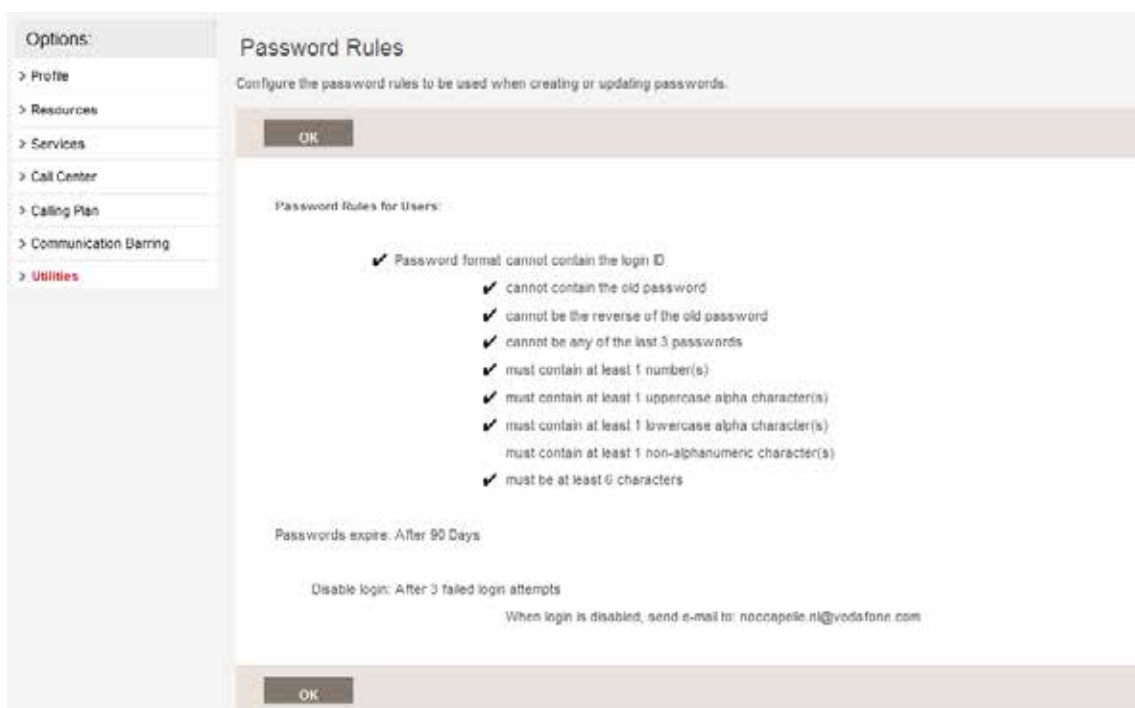 Options:
> Profile
> Resources
> Services
> Call Center
> Calling Plan
> Communication Barring
> Utilities
Password Rules
Configure the password rules to be used when creating or updating passwords.
OK
Password Rules for Users:
✔ Password format cannot contain the login ID
✔ cannot contain the old password
✔ cannot be the reverse of the old password
✔ cannot be any of the last 3 passwords
✔ must contain at least 1 number(s)
✔ must contain at least 1 uppercase alpha character(s)
✔ must contain at least 1 lowercase alpha character(s)
must contain at least 1 non-alphanumeric character(s)
✔ must be at least 6 characters
Passwords expire: After 90 Days
Disable login: After 3 failed login attempts
When login is disabled, send e-mail to: noccapelle.nl@vodafone.com
OK